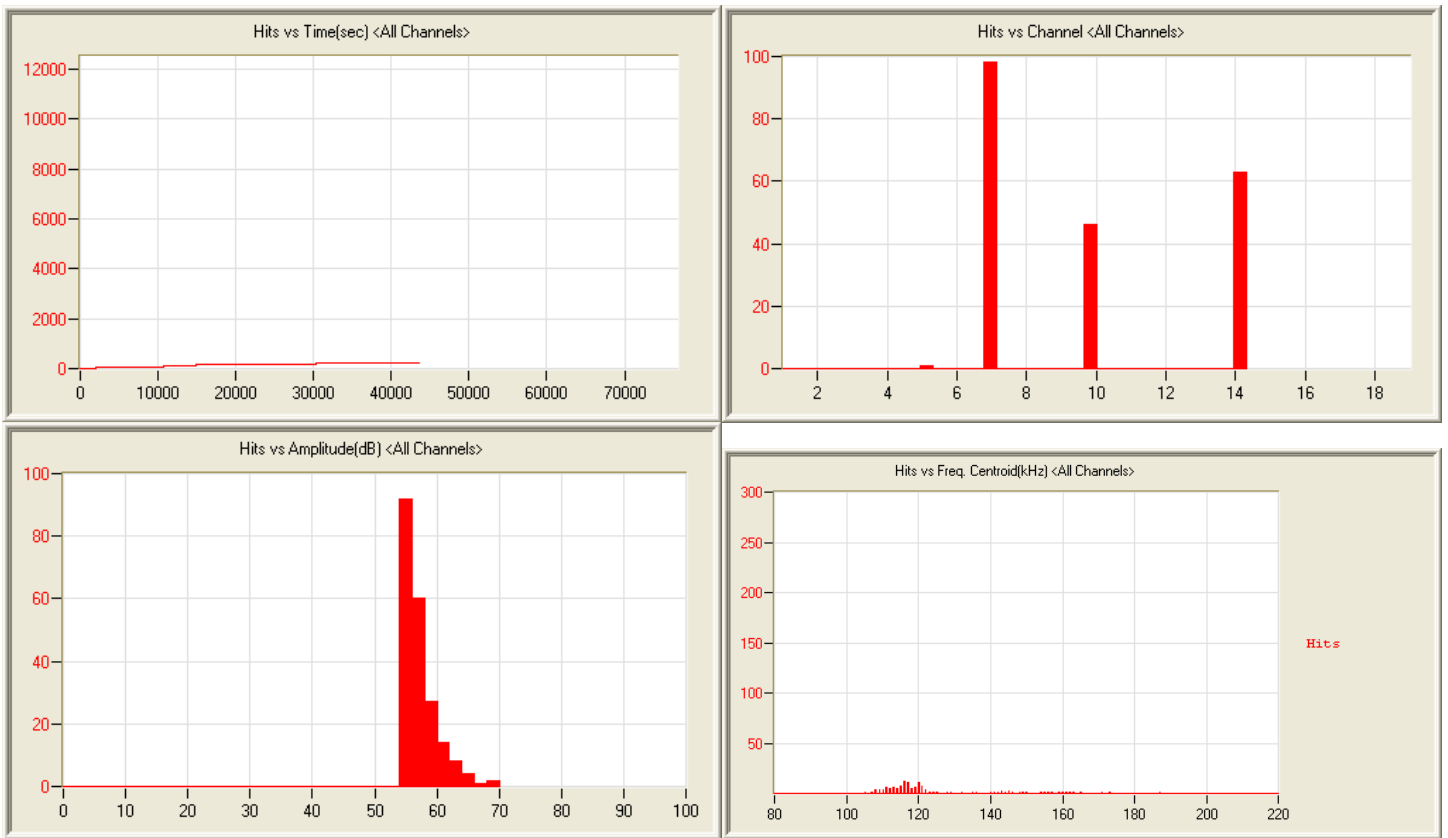 Hits vs Time(sec) <All Channels>
12000
10000
8000
6000
4000
2000
0
0 10000 20000 30000 40000 50000 60000 70000
Hits vs Channel <All Channels>
100
80
60
40
20
0
2 4 6 8 10 12 14 16 18
Hits vs Amplitude(dB) <All Channels>
100
80
60
40
20
0
0 10 20 30 40 50 60 70 80 90 100
Hits vs Freq. Centroid(kHz) <All Channels>
300
250
200
150
100
50
80 100 120 140 160 180 200 220
Hits